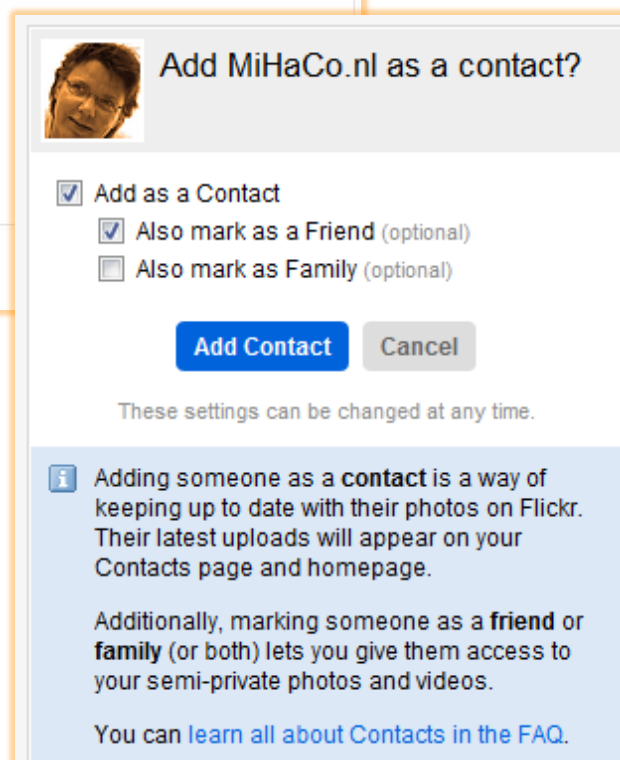 Add MiHaCo.nl as a contact?
Add as a Contact
Also mark as a Friend (optional)
Also mark as Family (optional)
Add Contact Cancel
These settings can be changed at any time.
Adding someone as a contact is a way of
keeping up to date with their photos on Flickr.
Their latest uploads will appear on your
Contacts page and homepage.
Additionally, marking someone as a friend or
family (or both) lets you give them access to
your semi-private photos and videos.
You can learn all about Contacts in the FAQ.